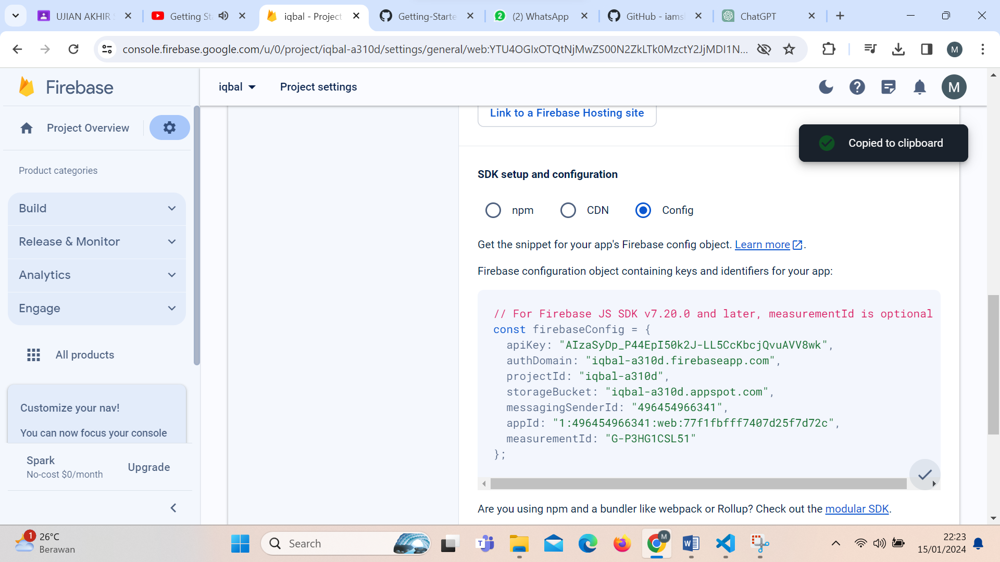 UJIAN AKHIR S
Getting Sta
iqbal - Project
Getting-Starte
(2) WhatsApp
GitHub - iams
ChatGPT
console.firebase.google.com/u/0/project/iqbal-a310d/settings/general/web:YTU4OGIxOTQtNjMwZS00N2ZkLTk0MzctY2JjMDI1N...
M
Firebase
iqbal
Project settings
M
Project Overview
Product categories
Build
Release & Monitor
Analytics
Engage
All products
Customize your nav!
You can now focus your console
Spark
No-cost $0/month
Upgrade
Link to a Firebase Hosting site
Copied to clipboard
SDK setup and configuration
npm
CDN
Config
Get the snippet for your app's Firebase config object. Learn more.
Firebase configuration object containing keys and identifiers for your app:
// For Firebase JS SDK v7.20.0 and later, measurementId is optional
const firebaseConfig = {
apiKey: "AIzaSyDp_P44EpI50k2J-LL5CcKbcjQvuAVV8wk",
authDomain: "iqbal-a310d.firebaseapp.com",
projectId: "iqbal-a310d",
storageBucket: "iqbal-a310d.appspot.com",
messagingSenderId: "496454966341",
appId: "1:496454966341:web:77f1fbfff7407d25f7d72c",
measurementId: "G-P3HG1CSL51"
};
Are you using npm and a bundler like webpack or Rollup? Check out the modular SDK.
1
26°C
Berawan
Search
M
22:23
15/01/2024